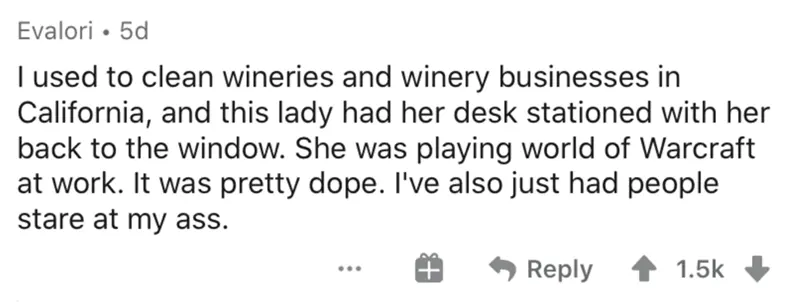 Evalori • 5d
I used to clean wineries and winery businesses in
California, and this lady had her desk stationed with her
back to the window. She was playing world of Warcraft
at work. It was pretty dope. I've also just had people
stare at my ass.
... Reply 1.5k